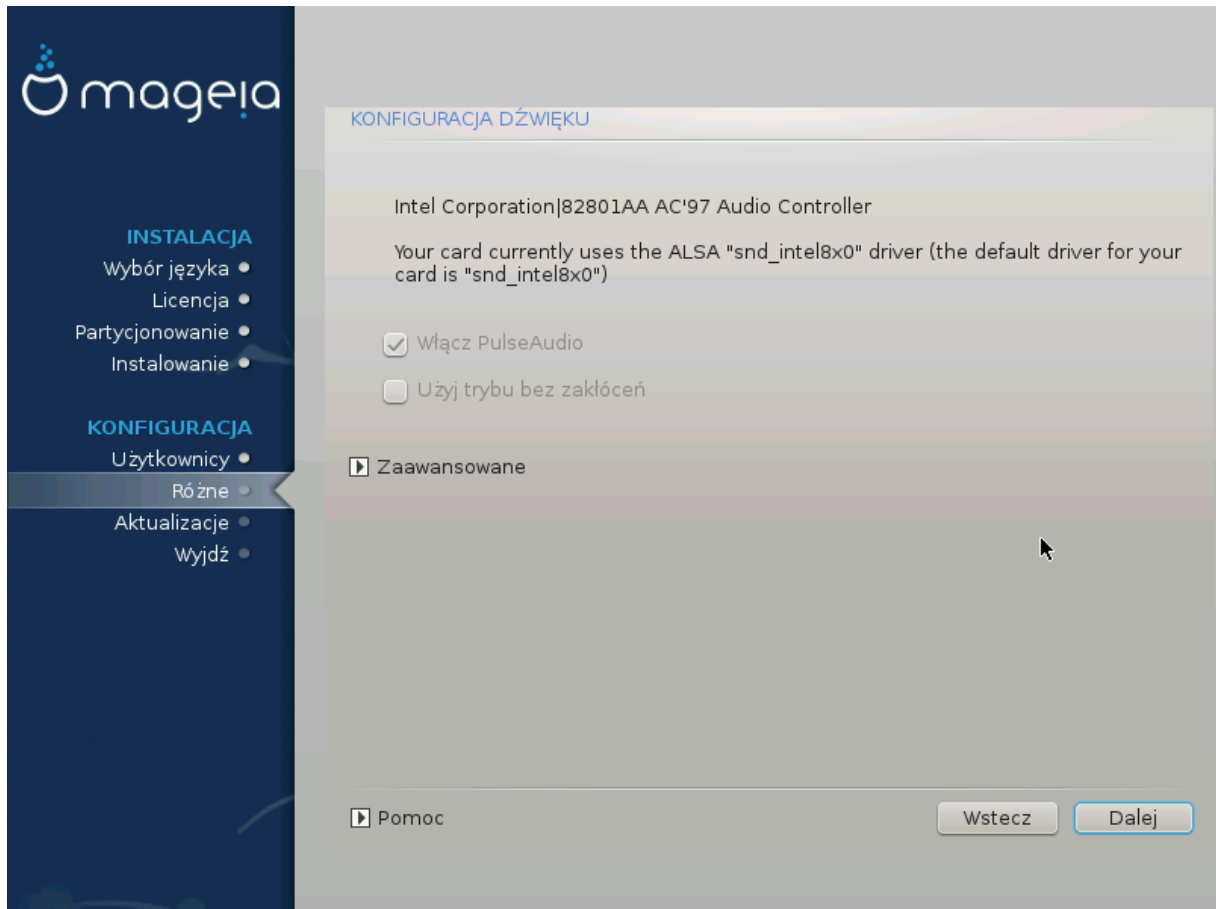 mageia
INSTALACJA
Wybór języka
Licencja
Partycjonowanie
Instalowanie
KONFIGURACJA
Użytkownicy
Różne
Aktualizacje
Wyjdź
KONFIGURACJA DŹWIĘKU
Intel Corporation|82801AA AC'97 Audio Controller
Your card currently uses the ALSA "snd_intel8x0" driver (the default driver for your
card is "snd_intel8x0")
Włącz PulseAudio
Użyj trybu bez zakłóceń
Zaawansowane
Pomoc
Wstecz
Dalej